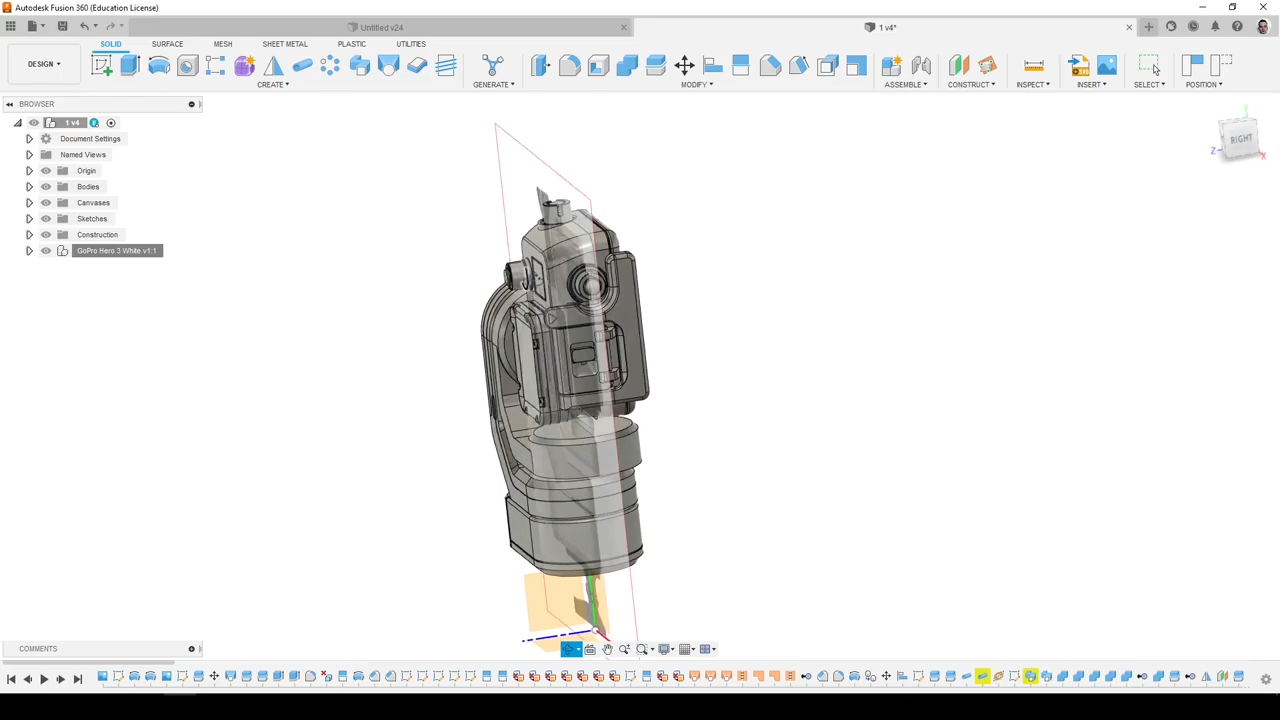 Autodesk Fusion 360 (Education License)
Untitled v24
1 v4*
DESIGN
SOLID
SURFACE
MESH
SHEET METAL
PLASTIC
UTILITIES
CREATE
GENERATE
MODIFY
ASSEMBLE
CONSTRUCT
INSPECT
INSERT
SELECT
POSITION
BROWSER
1 v4
Document Settings
Named Views
Origin
Bodies
Canvases
Sketches
Construction
GoPro Hero 3 White v1:1
RIGHT
Y
Z
X
COMMENTS